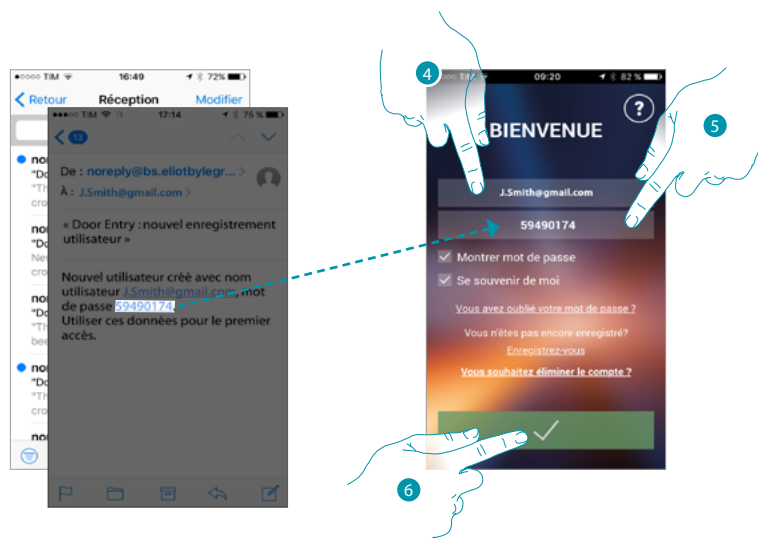 ●○○○○ TIM 16:49 72%
Retour Réception Modifier
●●●○○ TIM 17:14 75 %
13
De : noreply@bs.eliotbylegr...
À : J.Smith@gmail.com
« Door Entry : nouvel enregistrement
utilisateur »
Nouvel utilisateur créé avec nom
utilisateur J.Smith@gmail.com, mot
de passe 59490174.
Utiliser ces données pour le premier
accès.
4
TIM 09:20 82 %
?
BIENVENUE
5
J.Smith@gmail.com
59490174
Montrer mot de passe
Se souvenir de moi
Vous avez oublié votre mot de passe ?
Vous n'êtes pas encore enregistré?
Enregistrez-vous
Vous souhaitez éliminer le compte ?
6